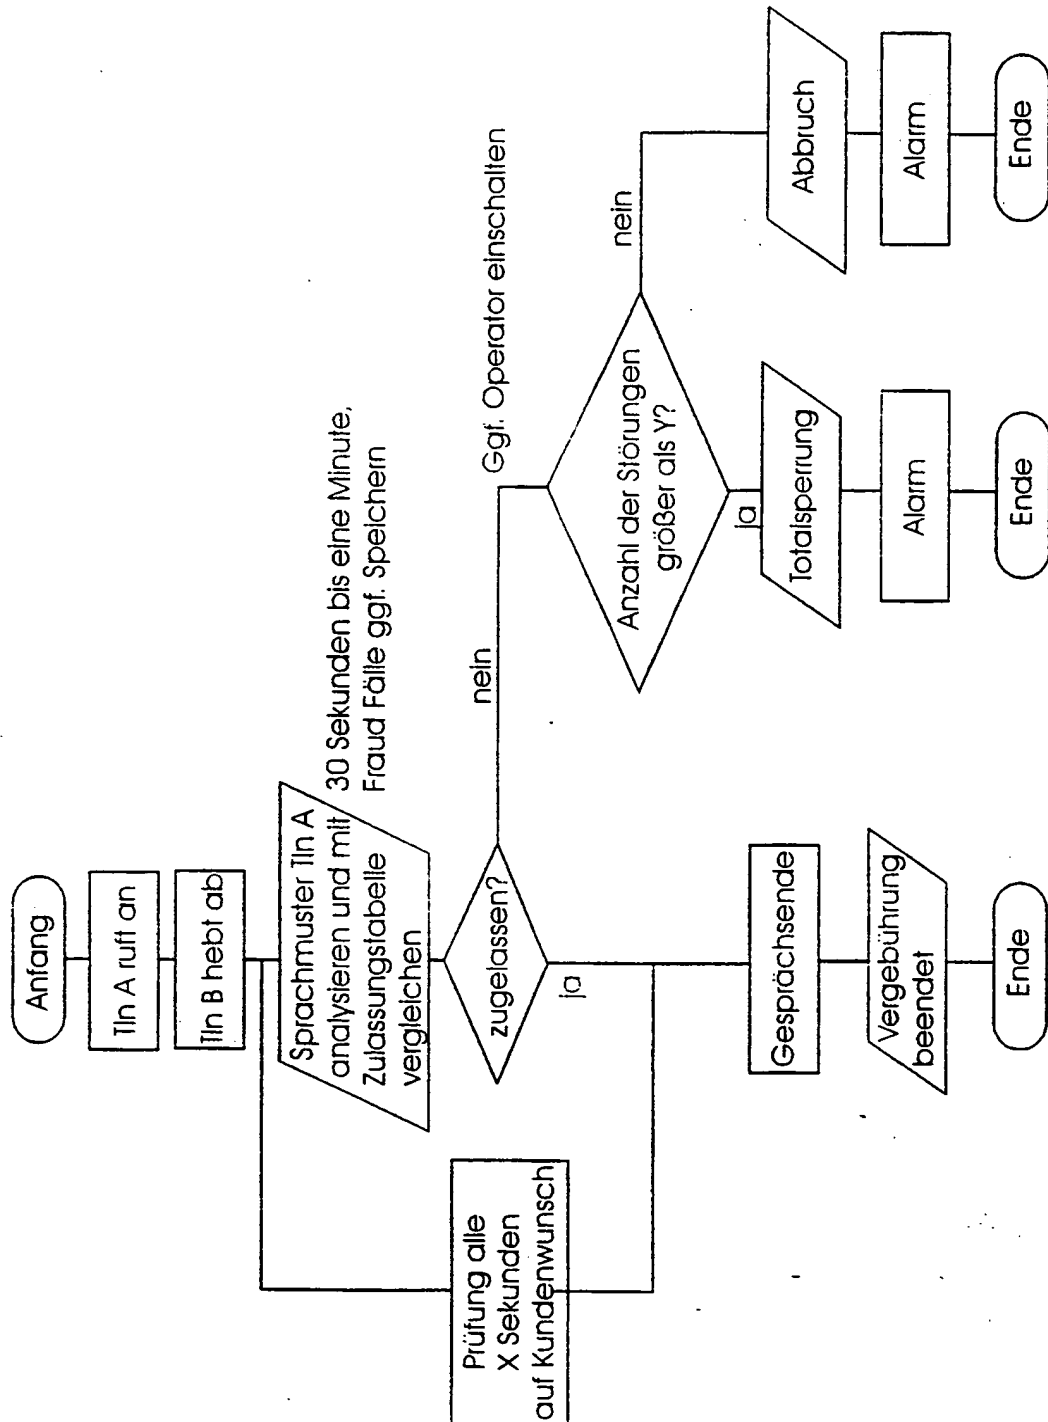 Anfang
Tln A ruft an
Tln B hebt ab
Sprachmuster Tln A
analysieren und mit
Zulassungstabelle
vergleichen
30 Sekunden bis eine Minute,
Fraud Fälle ggf. Speichern
Prüfung alle
X Sekunden
auf Kundenwunsch
zugelassen?
nein
ja
Ggf. Operator einschalten
Anzahl der Störungen
größer als Y?
nein
ja
Gesprächsende
Vergebührung
beendet
Ende
Totalsperrung
Alarm
Ende
Abbruch
Alarm
Ende